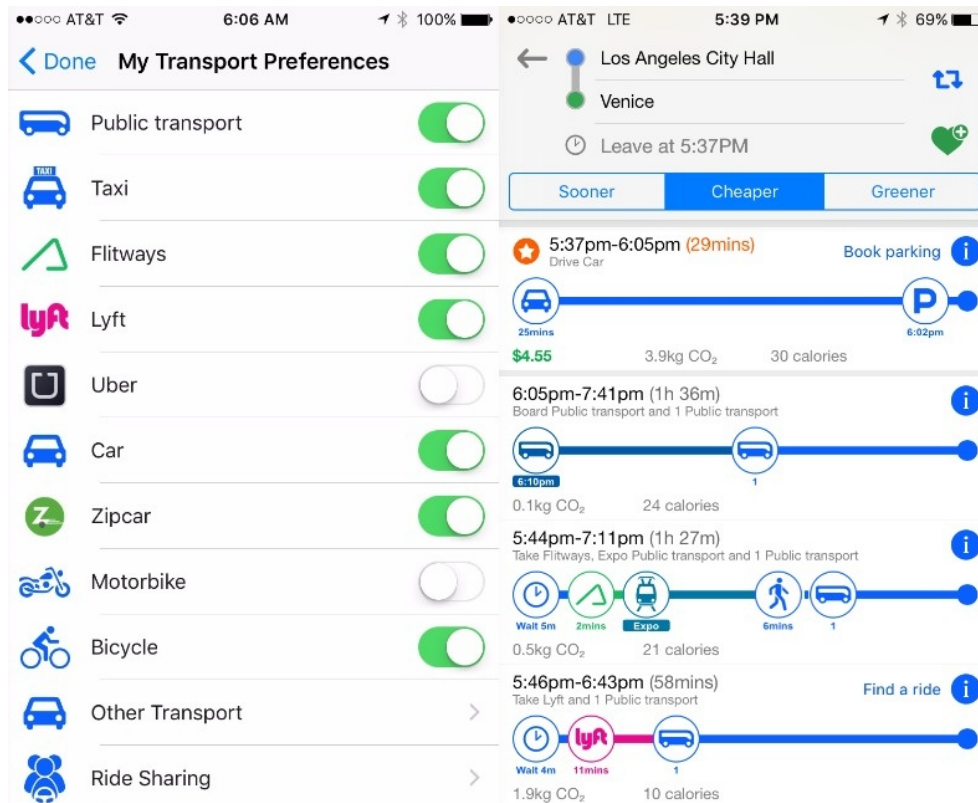 AT&T 6:06 AM 100%
Done My Transport Preferences
Public transport
TAXI
Taxi
Flitways
lyft Lyft
Uber
Car
Z Zipcar
Motorbike
Bicycle
Other Transport
Ride Sharing
AT&T LTE 5:39 PM 69%
Los Angeles City Hall
Venice
Leave at 5:37PM
Sooner Cheaper Greener
5:37pm-6:05pm (29mins)
Drive Car
Book parking i
P
25mins 6:02pm
$4.55 3.9kg CO₂ 30 calories
6:05pm-7:41pm (1h 36m) i
Board Public transport and 1 Public transport
6:10pm 1
0.1kg CO₂ 24 calories
5:44pm-7:11pm (1h 27m) i
Take Flitways, Expo Public transport and 1 Public transport
Wait 5m 2mins Expo 6mins 1
0.5kg CO₂ 21 calories
5:46pm-6:43pm (58mins) Find a ride i
Take Lyft and 1 Public transport
lyft
Wait 4m 11mins 1
1.9kg CO₂ 10 calories